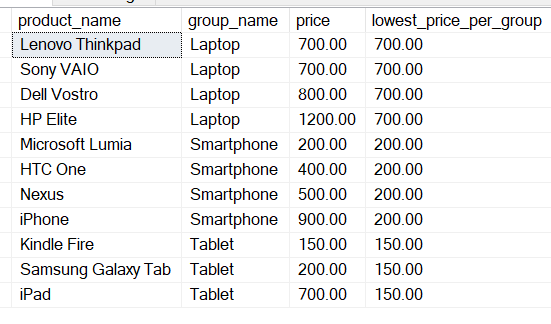 product_name group_name price lowest_price_per_group
Lenovo Thinkpad Laptop 700.00 700.00
Sony VAIO Laptop 700.00 700.00
Dell Vostro Laptop 800.00 700.00
HP Elite Laptop 1200.00 700.00
Microsoft Lumia Smartphone 200.00 200.00
HTC One Smartphone 400.00 200.00
Nexus Smartphone 500.00 200.00
iPhone Smartphone 900.00 200.00
Kindle Fire Tablet 150.00 150.00
Samsung Galaxy Tab Tablet 200.00 150.00
iPad Tablet 700.00 150.00